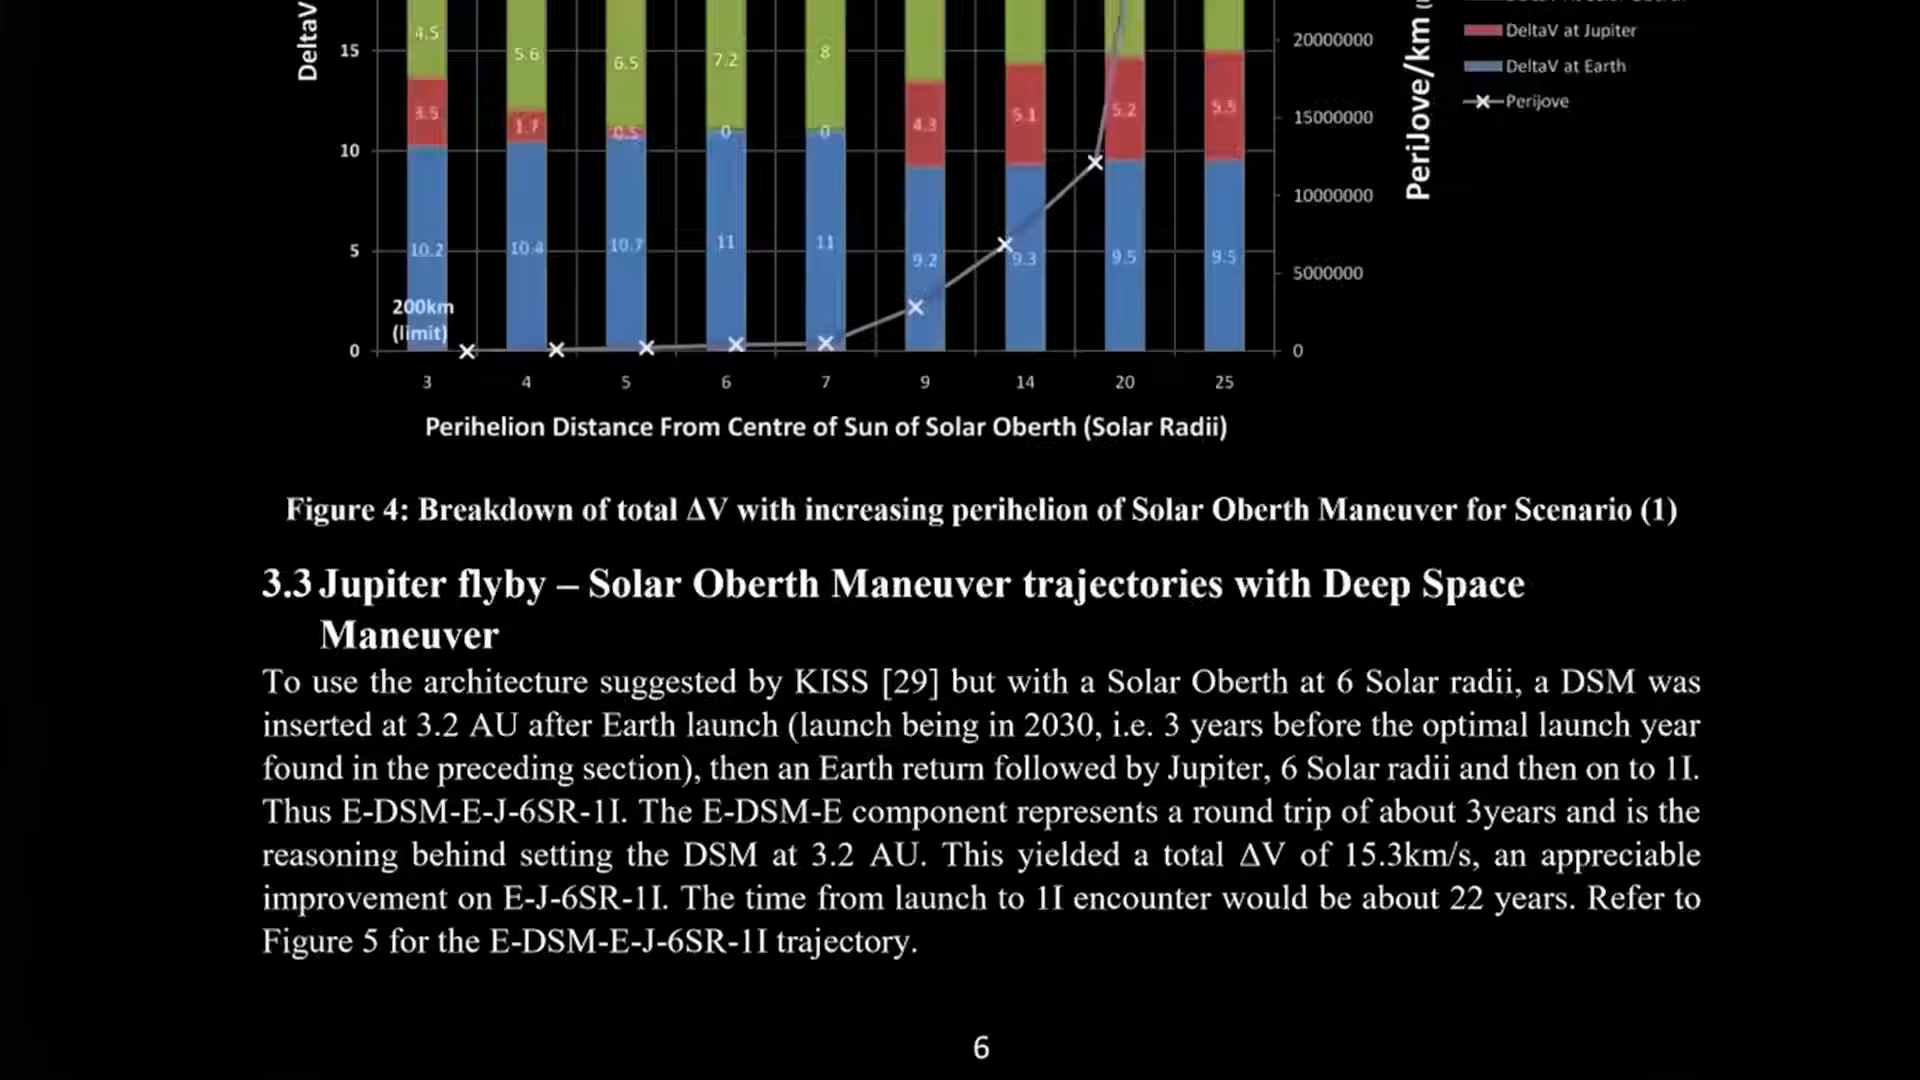 DeltaV
15
10
5
0
4.5
5.6
6.5
7.2
8
3.5
1.7
0.5
0
0
4.3
5.1
5.2
5.5
10.2
10.4
10.7
11
11
9.2
9.3
9.5
9.5
200km
(limit)
3 4 5 6 7 9 14 20 25
20000000
15000000
10000000
5000000
0
PeriJove/km
DeltaV at Jupiter
DeltaV at Earth
Perijove
Perihelion Distance From Centre of Sun of Solar Oberth (Solar Radii)
Figure 4: Breakdown of total ΔV with increasing perihelion of Solar Oberth Maneuver for Scenario (1)
3.3 Jupiter flyby – Solar Oberth Maneuver trajectories with Deep Space
Maneuver
To use the architecture suggested by KISS [29] but with a Solar Oberth at 6 Solar radii, a DSM was
inserted at 3.2 AU after Earth launch (launch being in 2030, i.e. 3 years before the optimal launch year
found in the preceding section), then an Earth return followed by Jupiter, 6 Solar radii and then on to 1I.
Thus E-DSM-E-J-6SR-1I. The E-DSM-E component represents a round trip of about 3years and is the
reasoning behind setting the DSM at 3.2 AU. This yielded a total ΔV of 15.3km/s, an appreciable
improvement on E-J-6SR-1I. The time from launch to 1I encounter would be about 22 years. Refer to
Figure 5 for the E-DSM-E-J-6SR-1I trajectory.
6